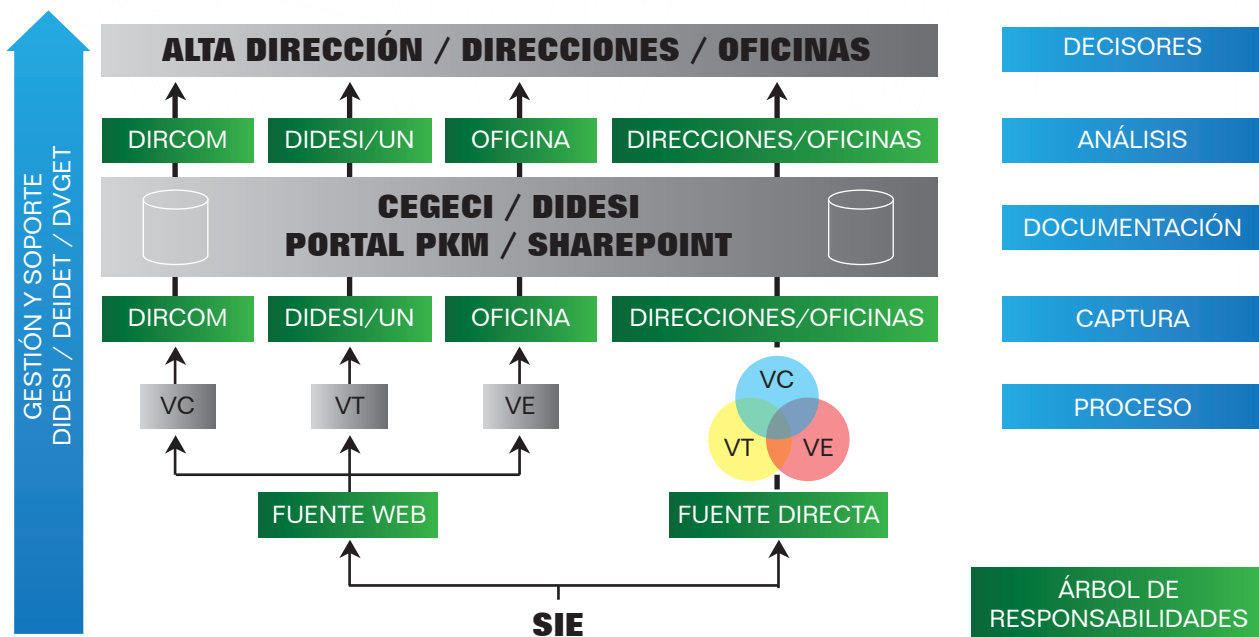 ALTA DIRECCIÓN / DIRECCIONES / OFICINAS
DECISORES
DIRCOM
DIDESI/UN
OFICINA
DIRECCIONES/OFICINAS
ANÁLISIS
CEGECI / DIDESI
PORTAL PKM / SHAREPOINT
DOCUMENTACIÓN
DIRCOM
DIDESI/UN
OFICINA
DIRECCIONES/OFICINAS
CAPTURA
VC
VT
VE
VC
VT
VE
PROCESO
FUENTE WEB
FUENTE DIRECTA
SIE
ÁRBOL DE
RESPONSABILIDADES
GESTIÓN Y SOPORTE
DIDESI / DEIDET / DVGET